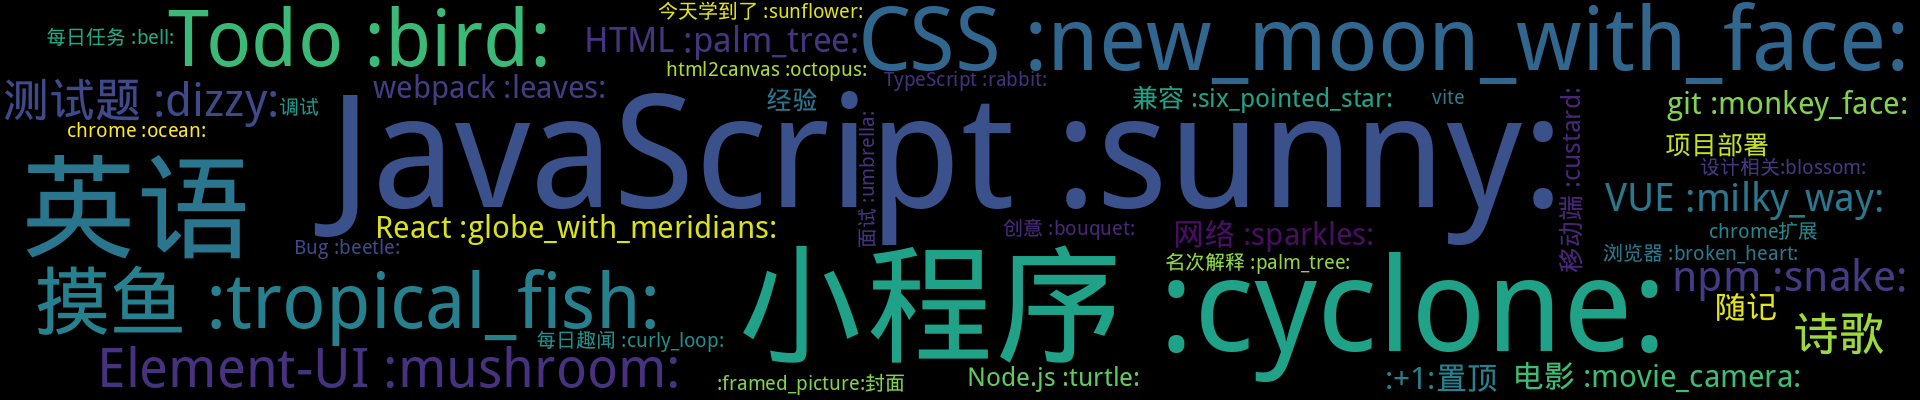 今天学到了 :sunflower:
每日任务 :bell:
Todo :bird:
HTML :palm_tree:
CSS :new_moon_with_face:
html2canvas :octopus:
TypeScript :rabbit:
测试题 :dizzy:
调试
webpack :leaves:
经验
兼容 :six_pointed_star:
vite
git :monkey_face:
chrome :ocean:
JavaScript :sunny:
移动端 :custard:
面试 :umbrella:
项目部署
设计相关:blossom:
英语
VUE :milky_way:
React :globe_with_meridians:
创意 :bouquet:
网络 :sparkles:
chrome扩展
Bug :beetle:
浏览器 :broken_heart:
名次解释 :palm_tree:
npm :snake:
摸鱼 :tropical_fish:
小程序 :cyclone:
随记
诗歌
每日趣闻 :curly_loop:
Element-UI :mushroom:
:framed_picture:封面
Node.js :turtle:
:+1:置顶
电影 :movie_camera: